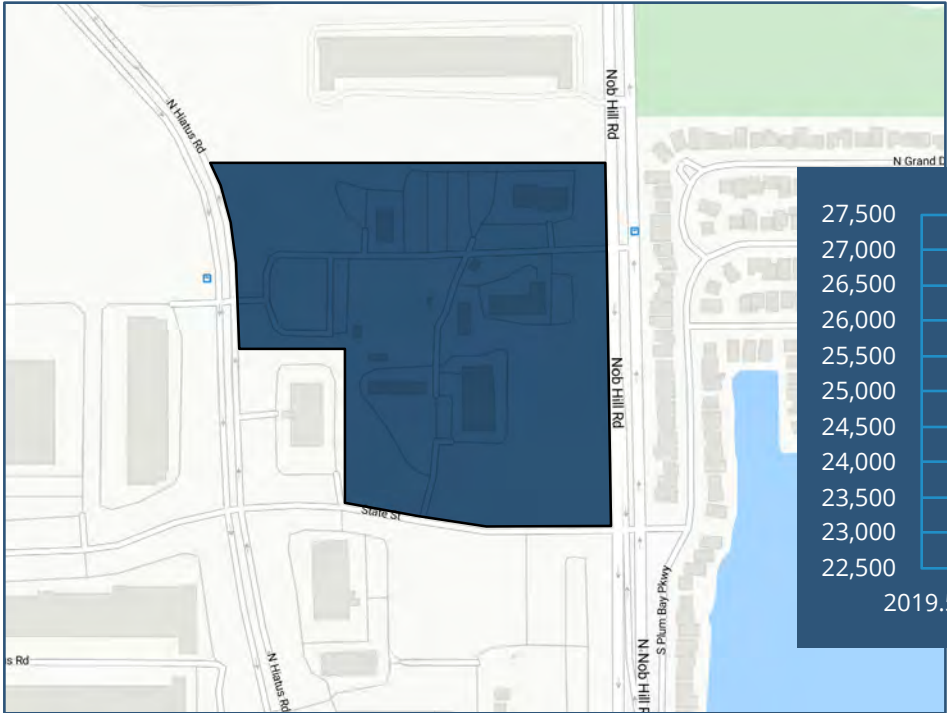 N Hiatus Rd
Nob Hill Rd
N Grand D
27,500
27,000
26,500
26,000
25,500
25,000
24,500
24,000
23,500
23,000
22,500
2019.
Nob Hill Rd
State St
S Plum Bay Pkwy
N Nob Hill R
is Rd
N Hiatus Rd